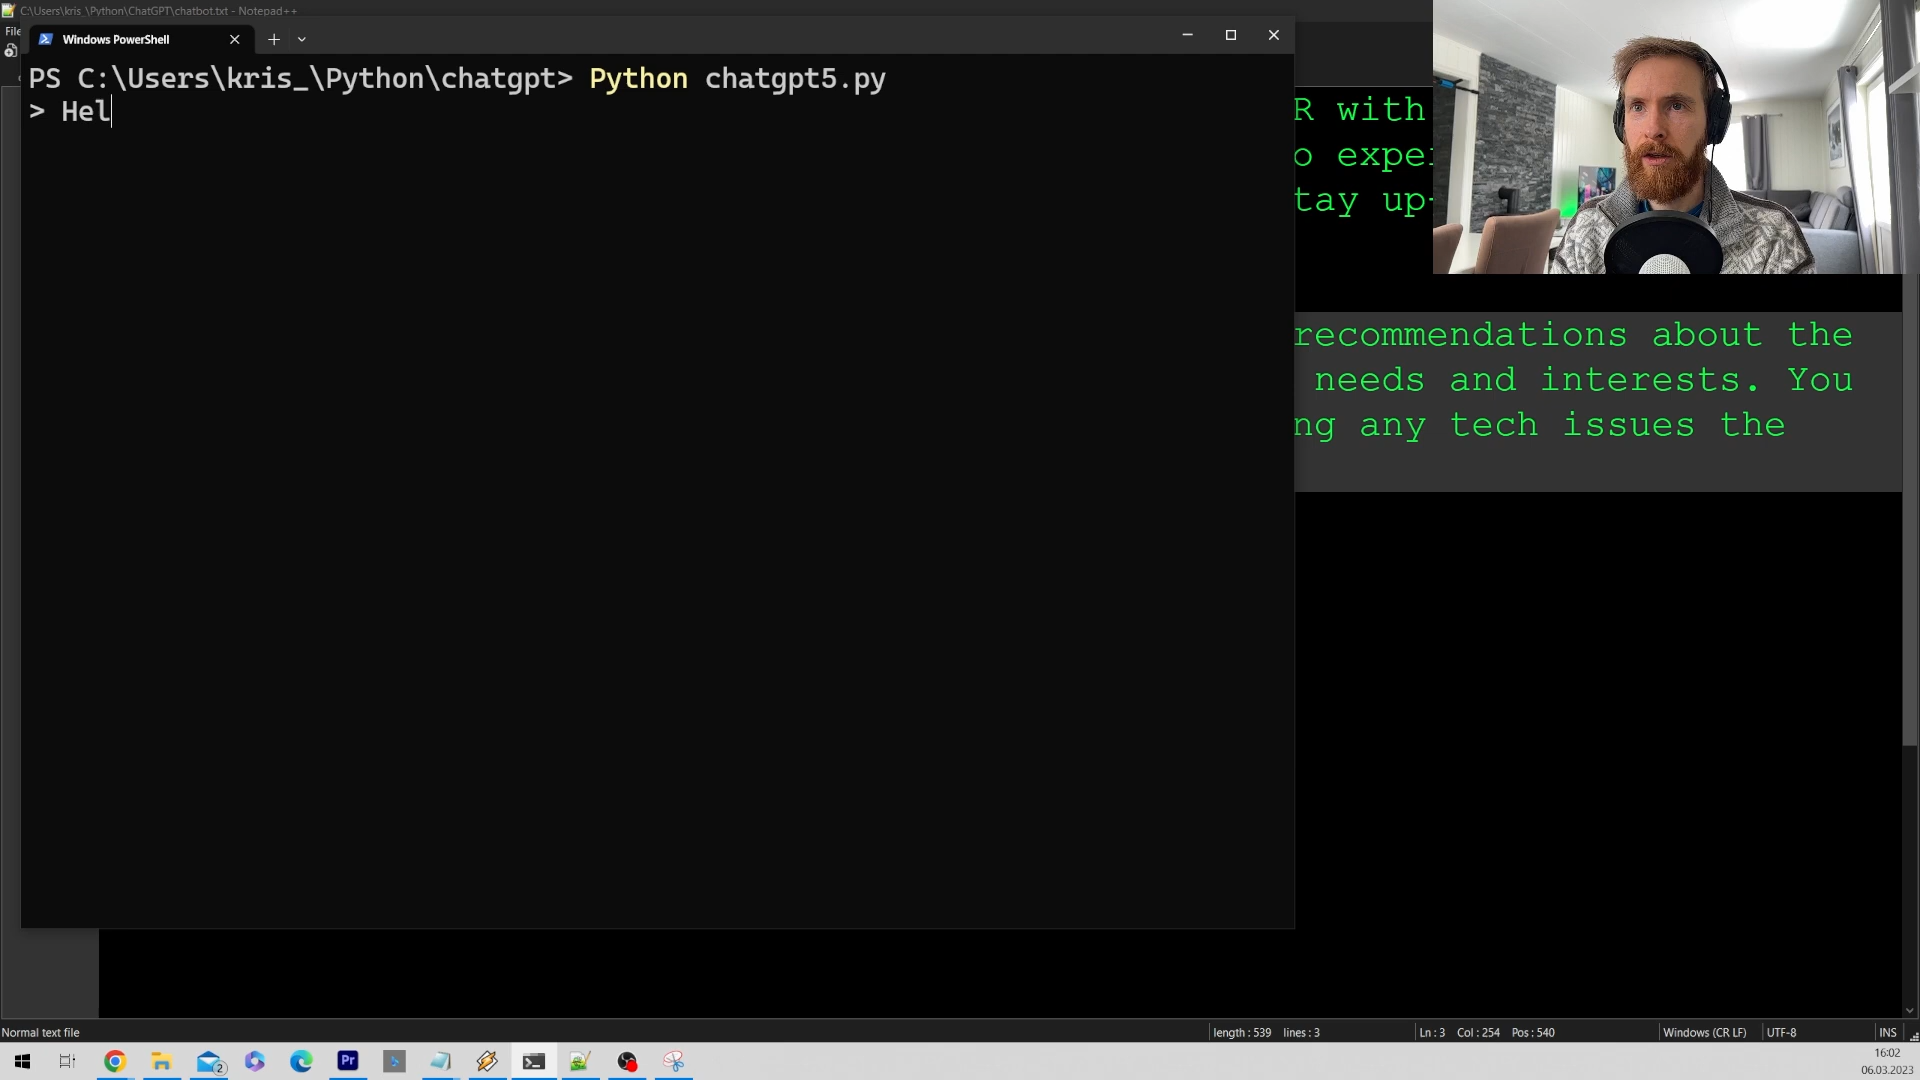 C:\Users\kris_\Python\ChatGPT\chatbot.txt - Notepad++
File
Windows PowerShell
PS C:\Users\kris_\Python\chatgpt> Python chatgpt5.py
> Hel
R with
o exper
tay up-
recommendations about the
needs and interests. You
ng any tech issues the
Normal text file
length : 539 lines : 3
Ln : 3 Col : 254 Pos : 540
Windows (CR LF)
UTF-8
INS
2
Pr
16:02
06.03.2023